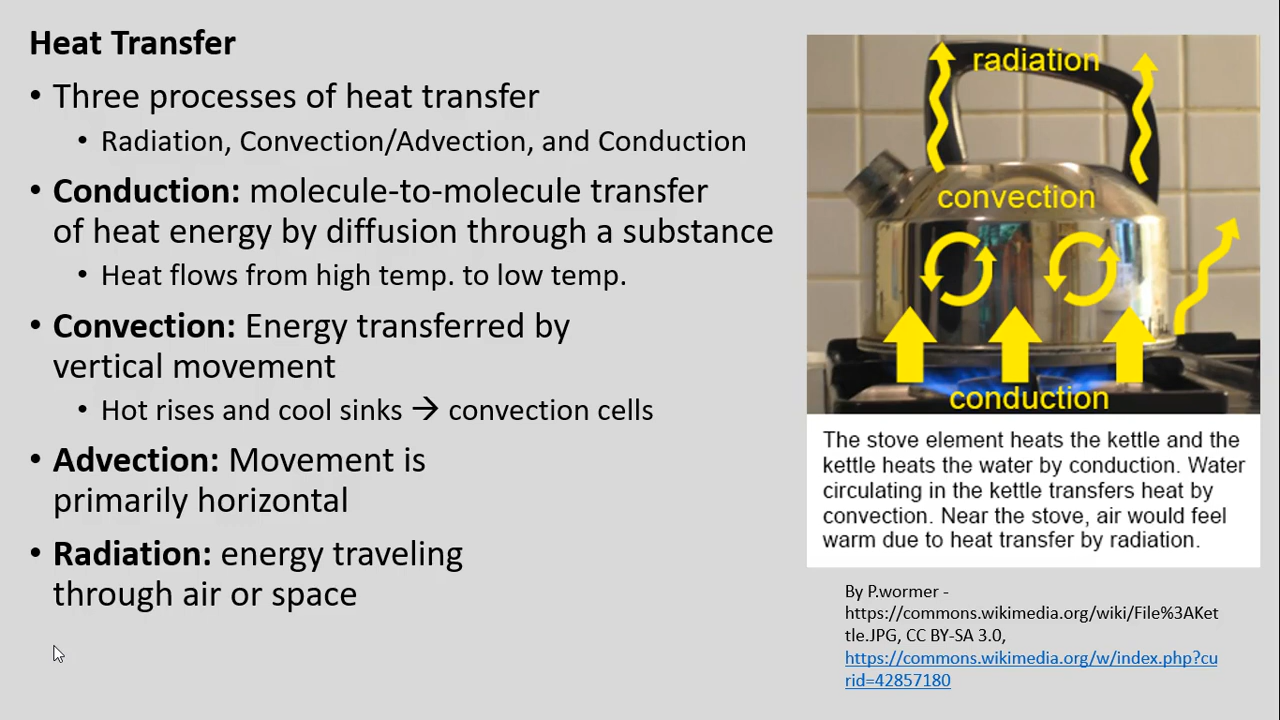 Heat Transfer
• Three processes of heat transfer
• Radiation, Convection/Advection, and Conduction
• Conduction: molecule-to-molecule transfer
of heat energy by diffusion through a substance
• Heat flows from high temp. to low temp.
• Convection: Energy transferred by
vertical movement
• Hot rises and cool sinks → convection cells
• Advection: Movement is
primarily horizontal
• Radiation: energy traveling
through air or space
radiation
convection
conduction
The stove element heats the kettle and the
kettle heats the water by conduction. Water
circulating in the kettle transfers heat by
convection. Near the stove, air would feel
warm due to heat transfer by radiation.
By P.wormer -
https://commons.wikimedia.org/wiki/File%3AKet
tle.JPG, CC BY-SA 3.0,
https://commons.wikimedia.org/w/index.php?cu
rid=42857180